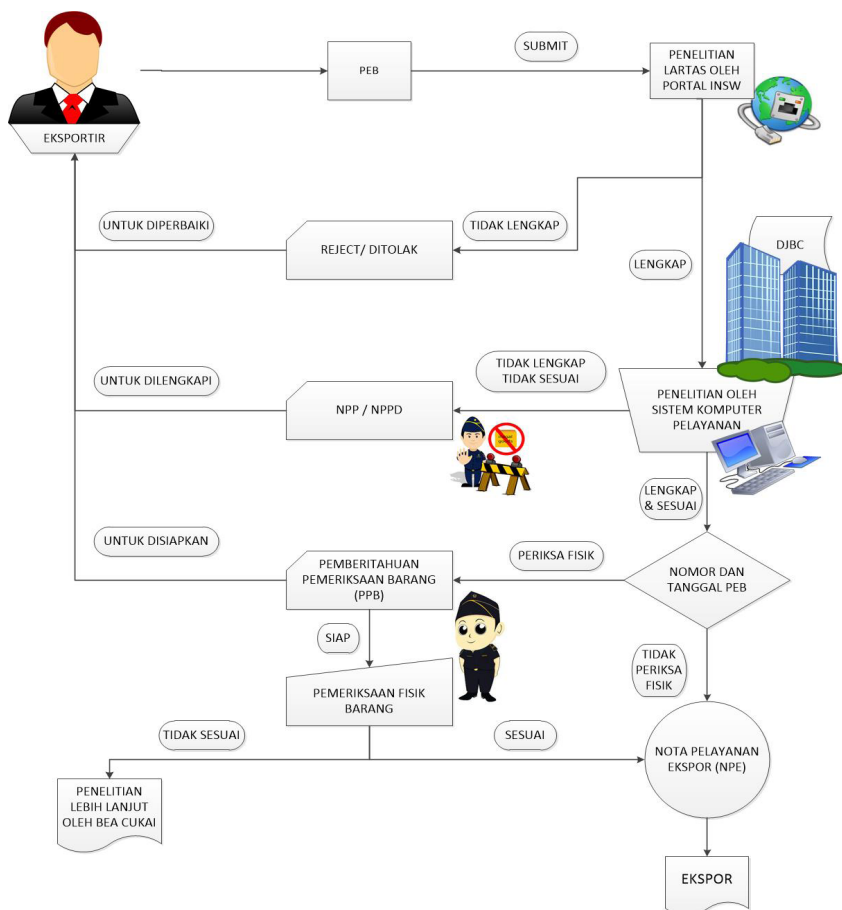 PEB
SUBMIT
PENELITIAN
LARTAS OLEH
PORTAL INSW
EKSPORTIR
UNTUK DIPERBAIKI
REJECT/ DITOLAK
TIDAK LENGKAP
LENGKAP
DJBC
UNTUK DILENGKAPI
NPP / NPPD
TIDAK LENGKAP
TIDAK SESUAI
PENELITIAN OLEH
SISTEM KOMPUTER
PELAYANAN
LENGKAP
& SESUAI
UNTUK DISIAPKAN
PEMBERITAHUAN
PEMERIKSAAN BARANG
(PPB)
PERIKSA FISIK
NOMOR DAN
TANGGAL PEB
SIAP
TIDAK
PERIKSA
FISIK
PEMERIKSAAN FISIK
BARANG
TIDAK SESUAI
SESUAI
NOTA PELAYANAN
EKSPOR (NPE)
PENELITIAN
LEBIH LANJUT
OLEH BEA CUKAI
EKSPOR